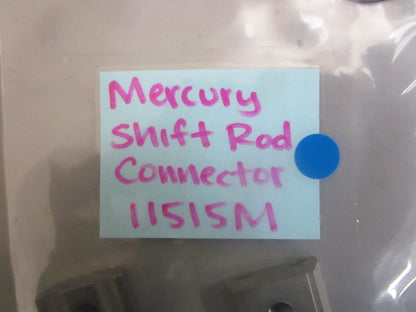 Mercury
Shift Rod
Connector
11515M